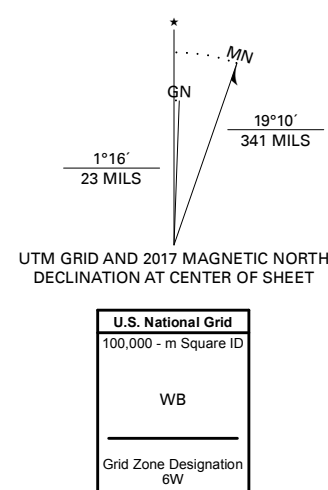 ★
MN
GN
19°10´
341 MILS
1°16´
23 MILS
UTM GRID AND 2017 MAGNETIC NORTH
DECLINATION AT CENTER OF SHEET
U.S. National Grid
100,000 - m Square ID
WB
Grid Zone Designation
6W